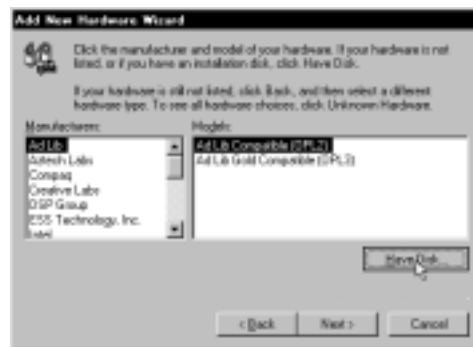 Add New Hardware Wizard
Click the manufacturer and model of your hardware. If your hardware is not
listed, or if you have an installation disk, click Have Disk.
If your hardware is still not listed, click Back, and then select a different
hardware type. To see all hardware choices, click Unknown Hardware.
Manufacturers:
Models:
Ad Lib
Aztech Labs
Compaq
Creative Labs
DSP Group
ESS Technology, Inc.
Intel
Ad Lib Compatible (OPL2)
Ad Lib Gold Compatible (OPL3)
Have Disk...
< Back
Next >
Cancel